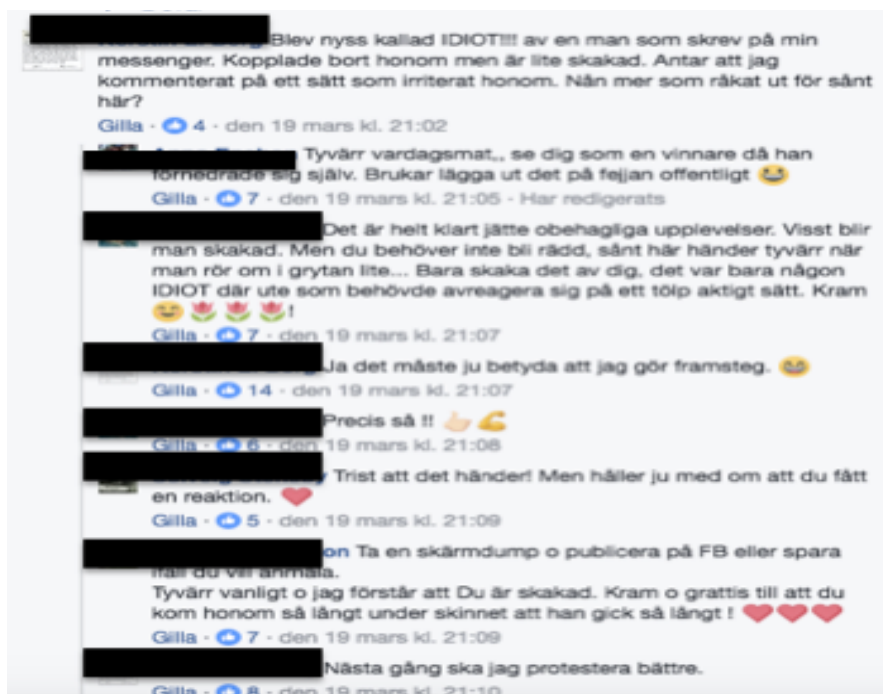 Blev nyss kallad IDIOT!!! av en man som skrev på min
messenger. Kopplade bort honom men är lite skakad. Antar att jag
kommenterat på ett sätt som irriterat honom. Nån mer som råkat ut för sånt
här?
Gilla · 4 · den 19 mars kl. 21:02
Tyvärr vardagsmat,, se dig som en vinnare då han
förnedrade sig själv. Brukar lägga ut det på fejjan offentligt 😂
Gilla · 7 · den 19 mars kl. 21:05 · Har redigerats
Det är helt klart jätte obehagliga upplevelser. Visst blir
man skakad. Men du behöver inte bli rädd, sånt här händer tyvärr när
man rör om i grytan lite... Bara skaka det av dig, det var bara någon
IDIOT där ute som behövde avreagera sig på ett tölp aktigt sätt. Kram
😉🌷🌷🌷!
Gilla · 7 · den 19 mars kl. 21:07
Ja det måste ju betyda att jag gör framsteg. 😂
Gilla · 14 · den 19 mars kl. 21:07
Precis så !! 👍🏻💪
Gilla · 6 · den 19 mars kl. 21:08
Trist att det händer! Men håller ju med om att du fått
en reaktion. ❤
Gilla · 5 · den 19 mars kl. 21:09
on Ta en skärmdump o publicera på FB eller spara
ifall du vill anmäla.
Tyvärr vanligt o jag förstår att Du är skakad. Kram o grattis till att du
kom honom så långt under skinnet att han gick så långt ! ❤❤❤
Gilla · 7 · den 19 mars kl. 21:09
Nästa gång ska jag protestera bättre.
Gilla · 8 · den 19 mars kl. 21:10